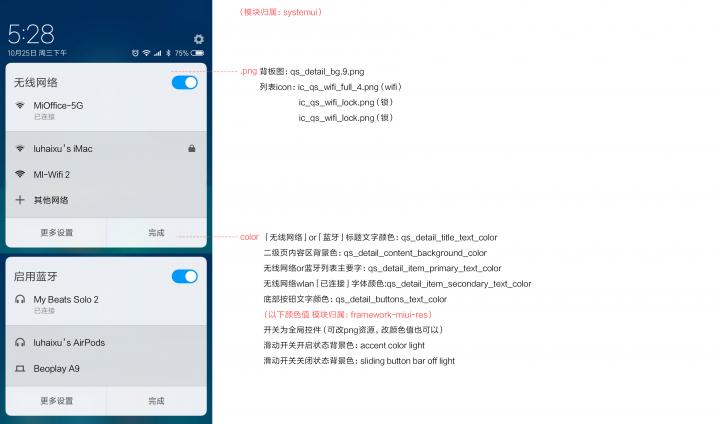 （模块归属: systemui）
5:28
10月25日 周三下午
75%
无线网络
MiOffice-5G
已连接
luhaixu's iMac
MI-Wifi 2
其他网络
更多设置
完成
启用蓝牙
My Beats Solo 2
已连接
luhaixu's AirPods
Beoplay A9
更多设置
完成
.png 背板图: qs_detail_bg.9.png
列表icon: ic_qs_wifi_full_4.png（wifi）
ic_qs_wifi_lock.png（锁）
ic_qs_wifi_lock.png（锁）
color 「无线网络」or「蓝牙」标题文字颜色: qs_detail_title_text_color
二级页内容区背景色: qs_detail_content_background_color
无线网络or蓝牙列表主要字: qs_detail_item_primary_text_color
无线网络wlan「已连接」字体颜色:qs_detail_item_secondary_text_color
底部按钮文字颜色: qs_detail_buttons_text_color
（以下颜色值 模块归属: framework-miui-res）
开关为全局控件（可改png资源，改颜色值也可以）
滑动开关开启状态背景色: accent color light
滑动开关关闭状态背景色: sliding button bar off light